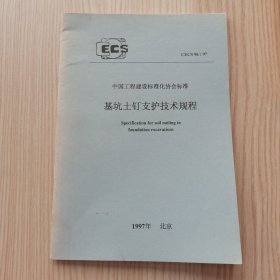 ECS
CECS 96:97
中国工程建设标准化协会标准
基坑土钉支护技术规程
Specification for soil nailing in
foundation excavations
1997年 北京